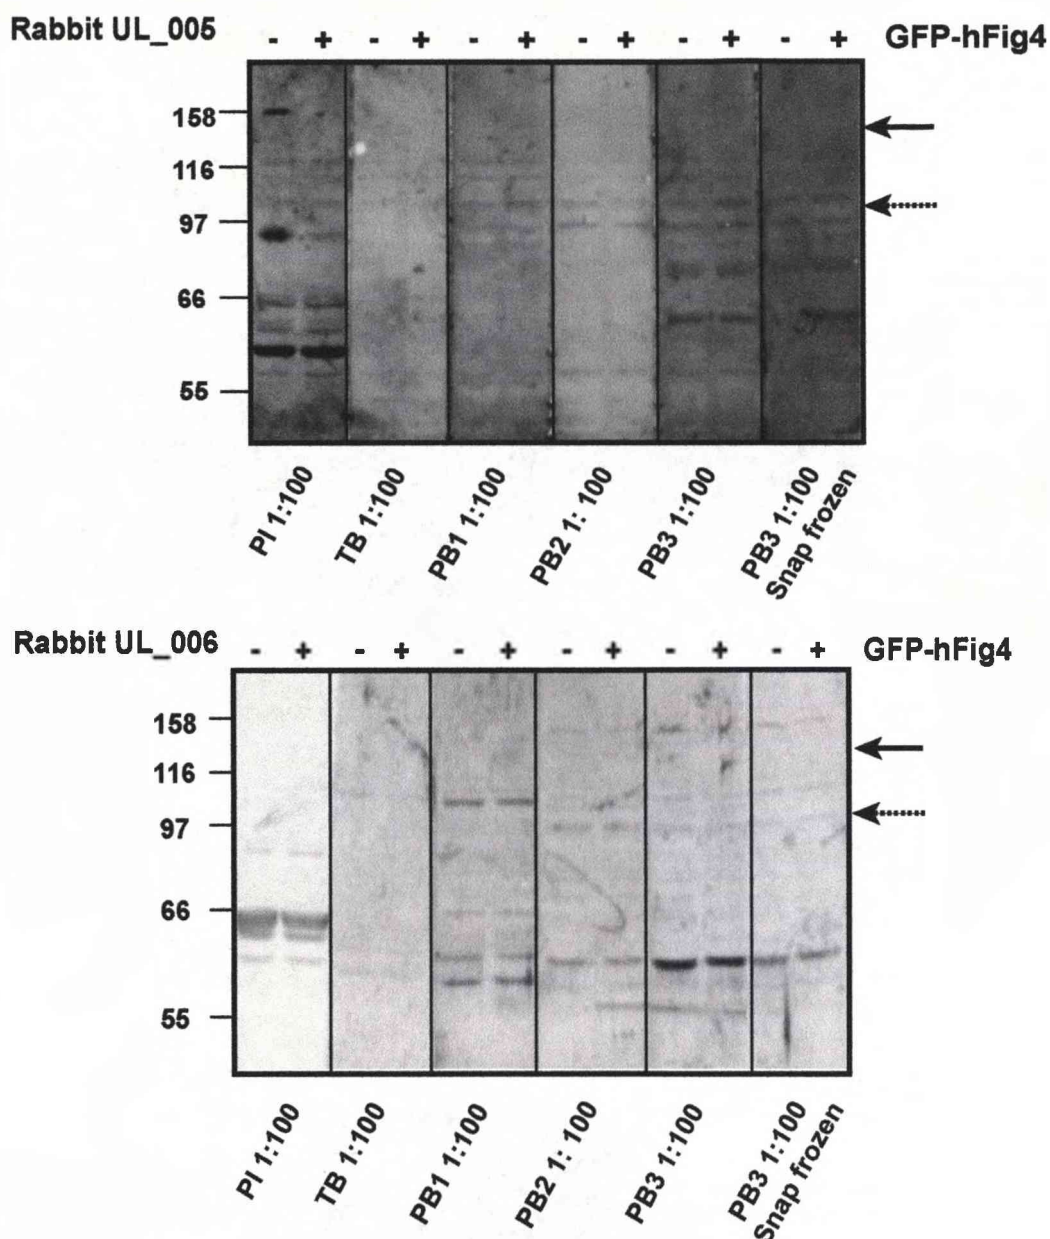 Rabbit UL_005 - + - + - + - + - + - + GFP-hFig4
158
116
97
66
55
PI 1:100
TB 1:100
PB1 1:100
PB2 1: 100
PB3 1:100
PB3 1:100
Snap frozen
Rabbit UL_006 - + - + - + - + - + - + GFP-hFig4
158
116
97
66
55
PI 1:100
TB 1:100
PB1 1:100
PB2 1: 100
PB3 1:100
PB3 1:100
Snap frozen